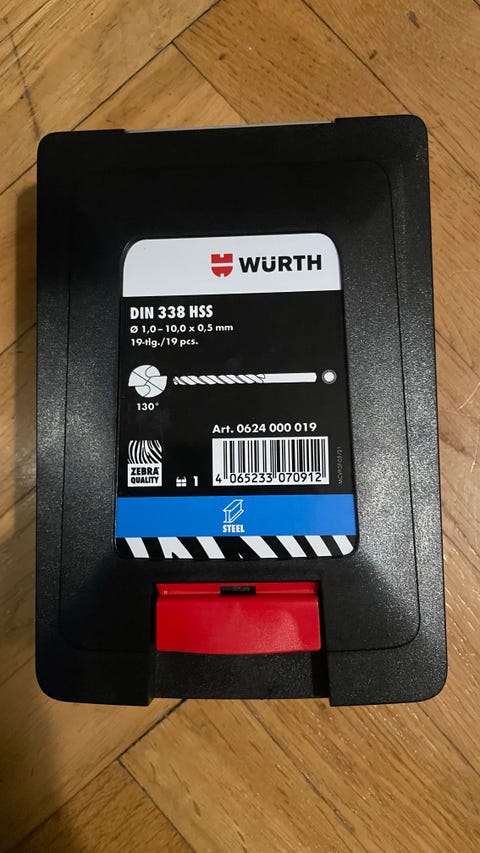 WÜRTH
DIN 338 HSS
Ø 1,0 – 10,0 x 0,5 mm
19-tlg./19 pcs.
130°
Art. 0624 000 019
ZEBRA
QUALITY
1
4 065233 070912
STEEL